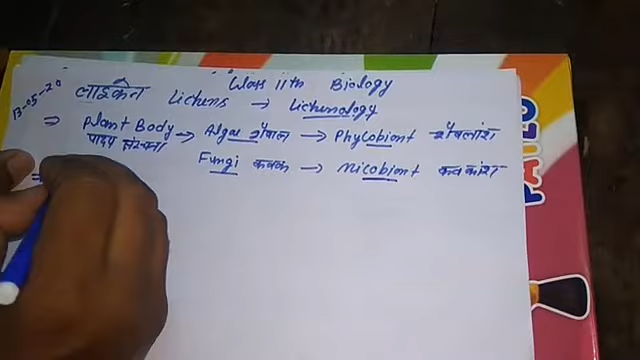 Class 11th Biology
13-05-20
लाइकेन Lichens → Lichenology
⇒ Plant Body → Algae शैवाल → Phycobiont शैवलांश
पादप संरचना
Fungi कवक → Micobiont कवकांश